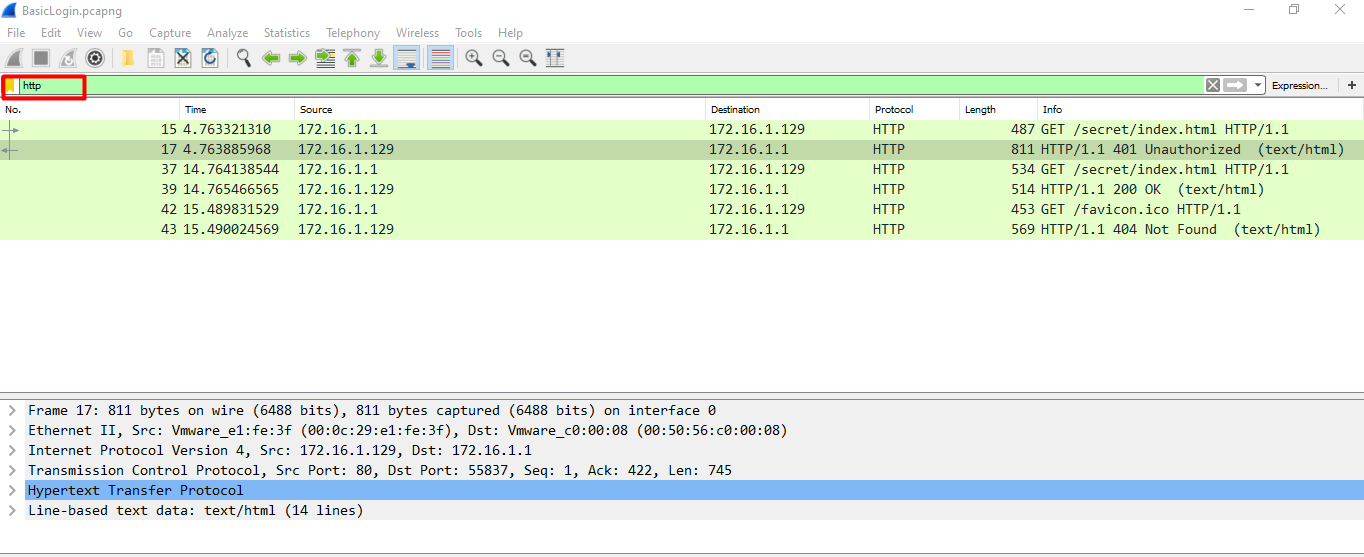 BasicLogin.pcapng
File Edit View Go Capture Analyze Statistics Telephony Wireless Tools Help
http Expression... +
No. Time Source Destination Protocol Length Info
15 4.763321310 172.16.1.1 172.16.1.129 HTTP 487 GET /secret/index.html HTTP/1.1
17 4.763885968 172.16.1.129 172.16.1.1 HTTP 811 HTTP/1.1 401 Unauthorized (text/html)
37 14.764138544 172.16.1.1 172.16.1.129 HTTP 534 GET /secret/index.html HTTP/1.1
39 14.765466565 172.16.1.129 172.16.1.1 HTTP 514 HTTP/1.1 200 OK (text/html)
42 15.489831529 172.16.1.1 172.16.1.129 HTTP 453 GET /favicon.ico HTTP/1.1
43 15.490024569 172.16.1.129 172.16.1.1 HTTP 569 HTTP/1.1 404 Not Found (text/html)
Frame 17: 811 bytes on wire (6488 bits), 811 bytes captured (6488 bits) on interface 0
Ethernet II, Src: Vmware_e1:fe:3f (00:0c:29:e1:fe:3f), Dst: Vmware_c0:00:08 (00:50:56:c0:00:08)
Internet Protocol Version 4, Src: 172.16.1.129, Dst: 172.16.1.1
Transmission Control Protocol, Src Port: 80, Dst Port: 55837, Seq: 1, Ack: 422, Len: 745
Hypertext Transfer Protocol
Line-based text data: text/html (14 lines)